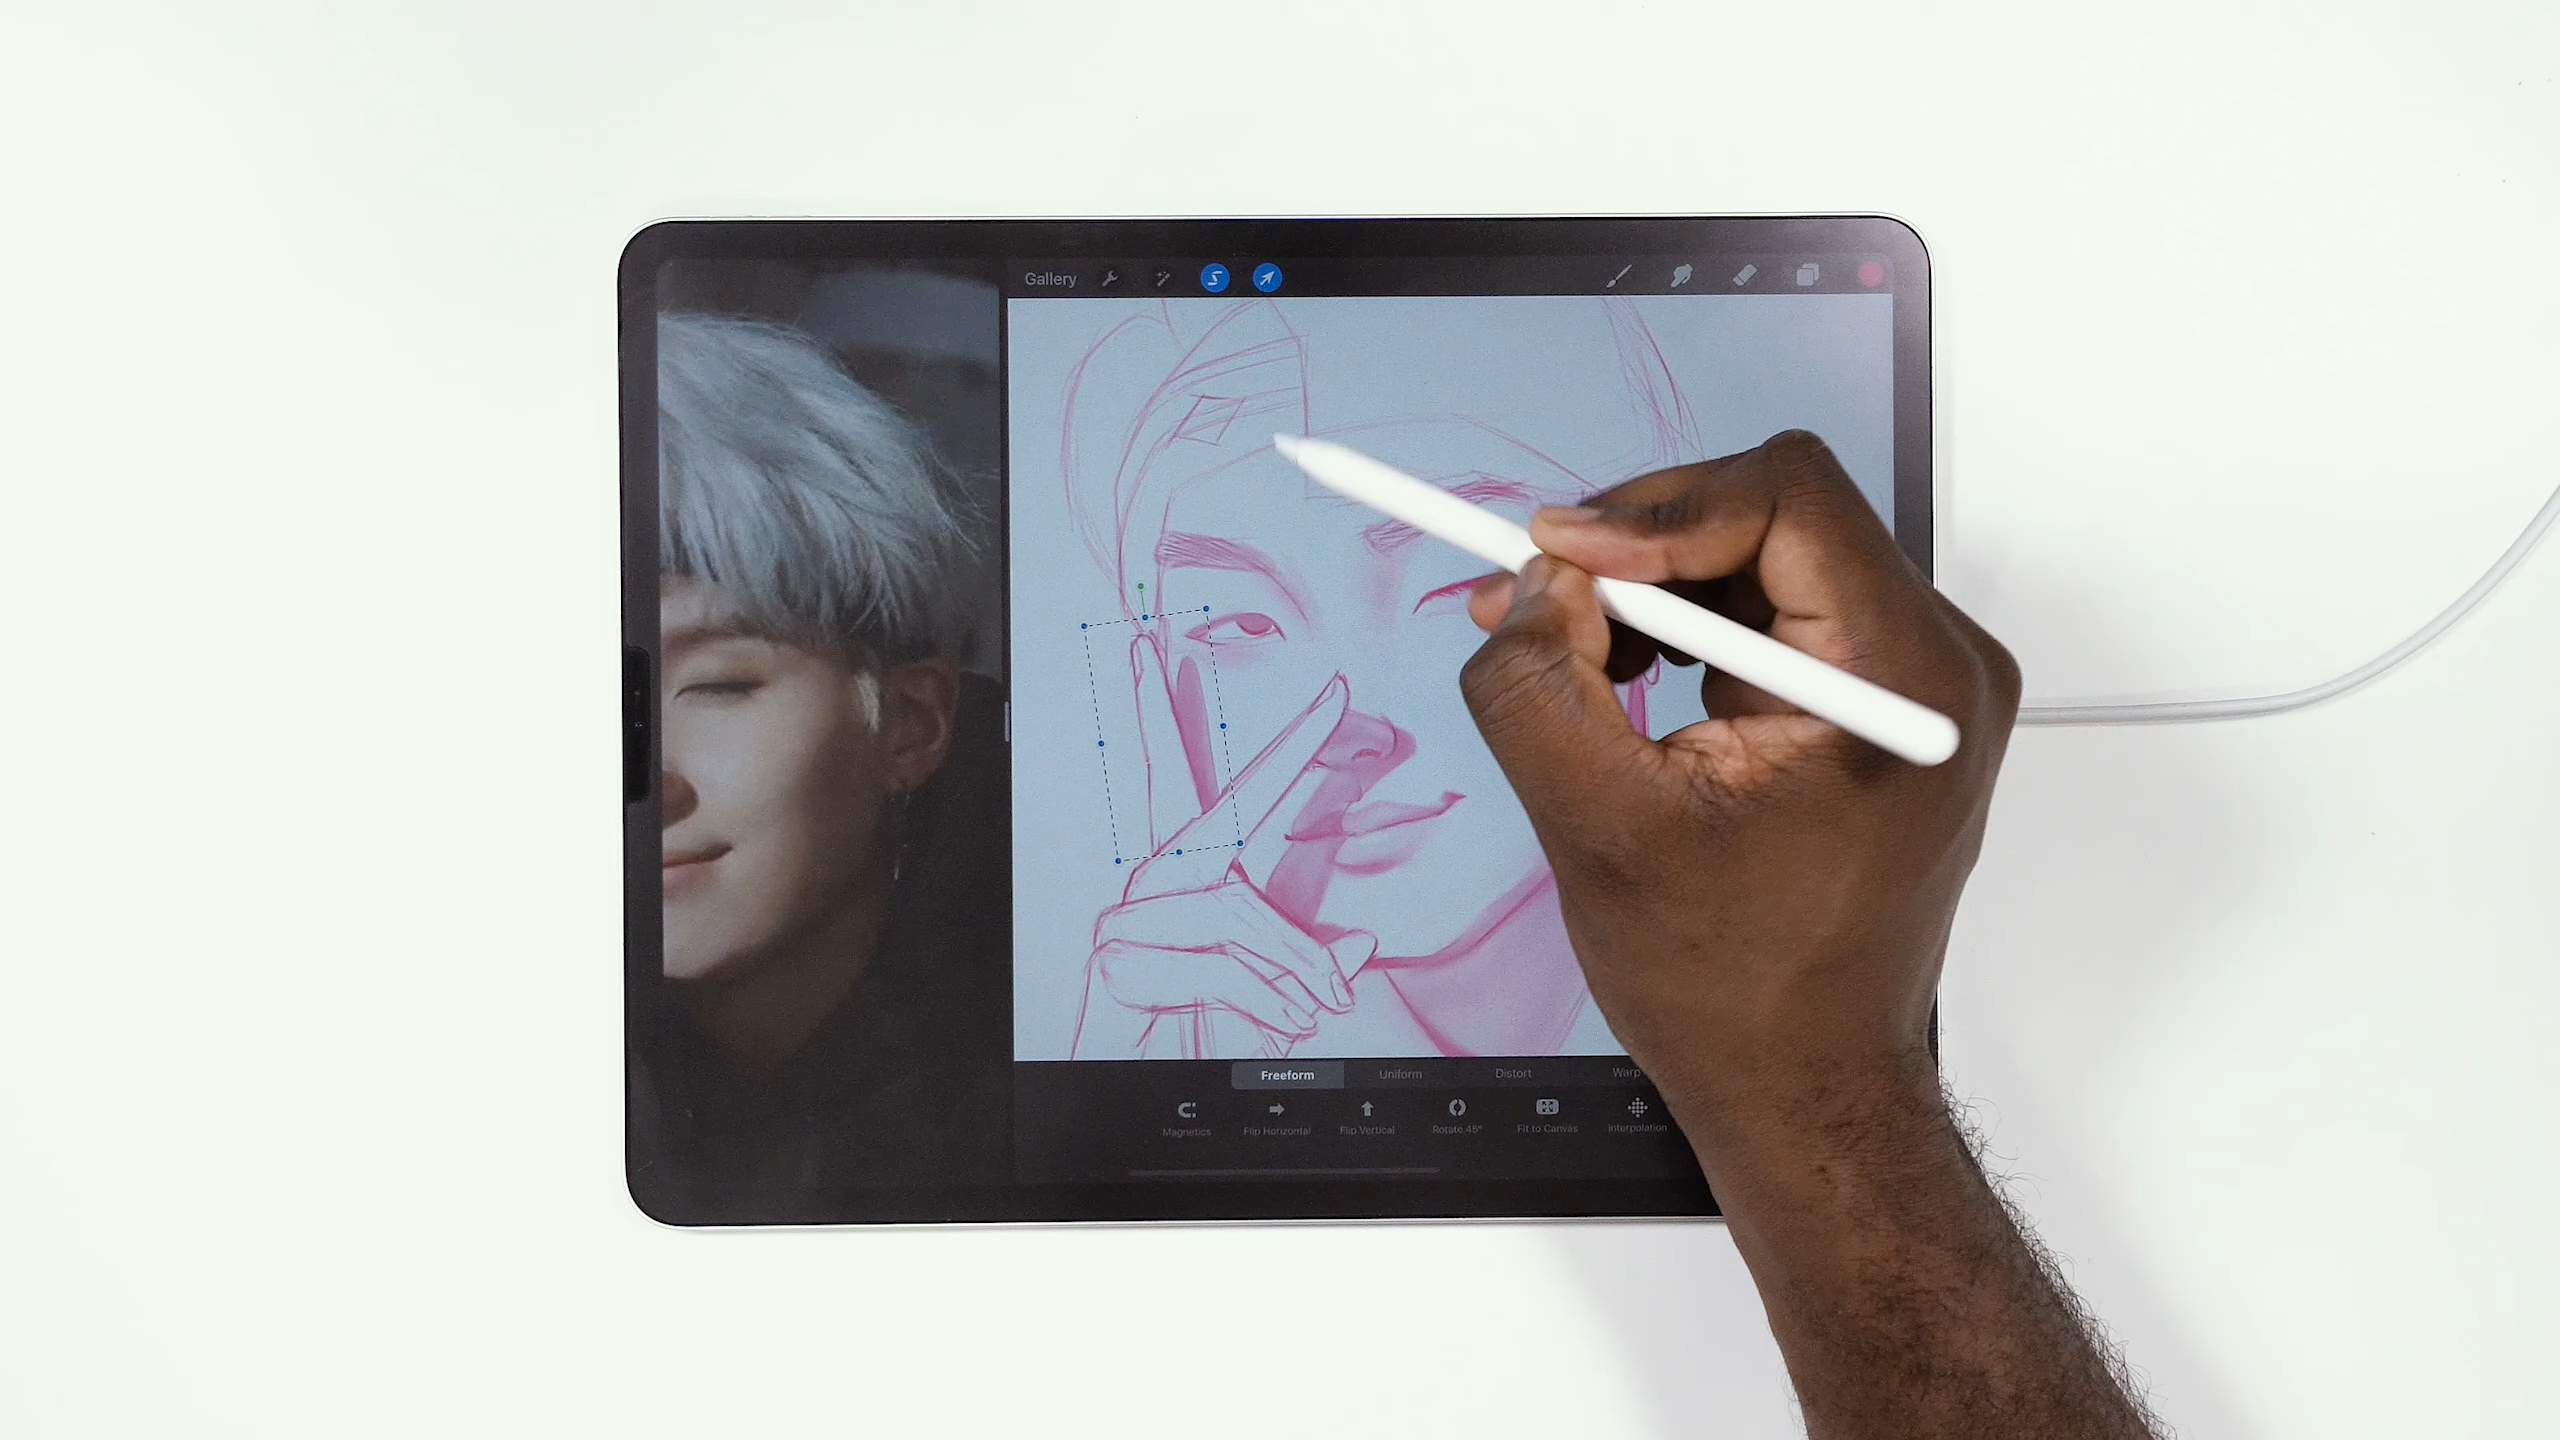 Gallery
Freeform Uniform Distort Warp
Magnetics Flip Horizontal Flip Vertical Rotate 45° Fit to Canvas Interpolation